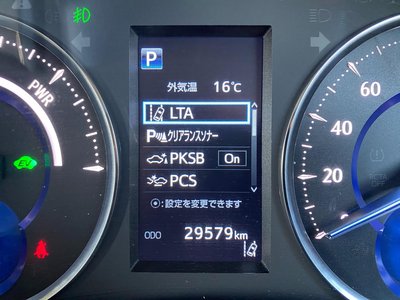 P
外気温 16℃
PWR
LTA
60
P クリアランスソナー
40
PKSB On
PCS
20
:設定を変更できます
0
ODO 29579km